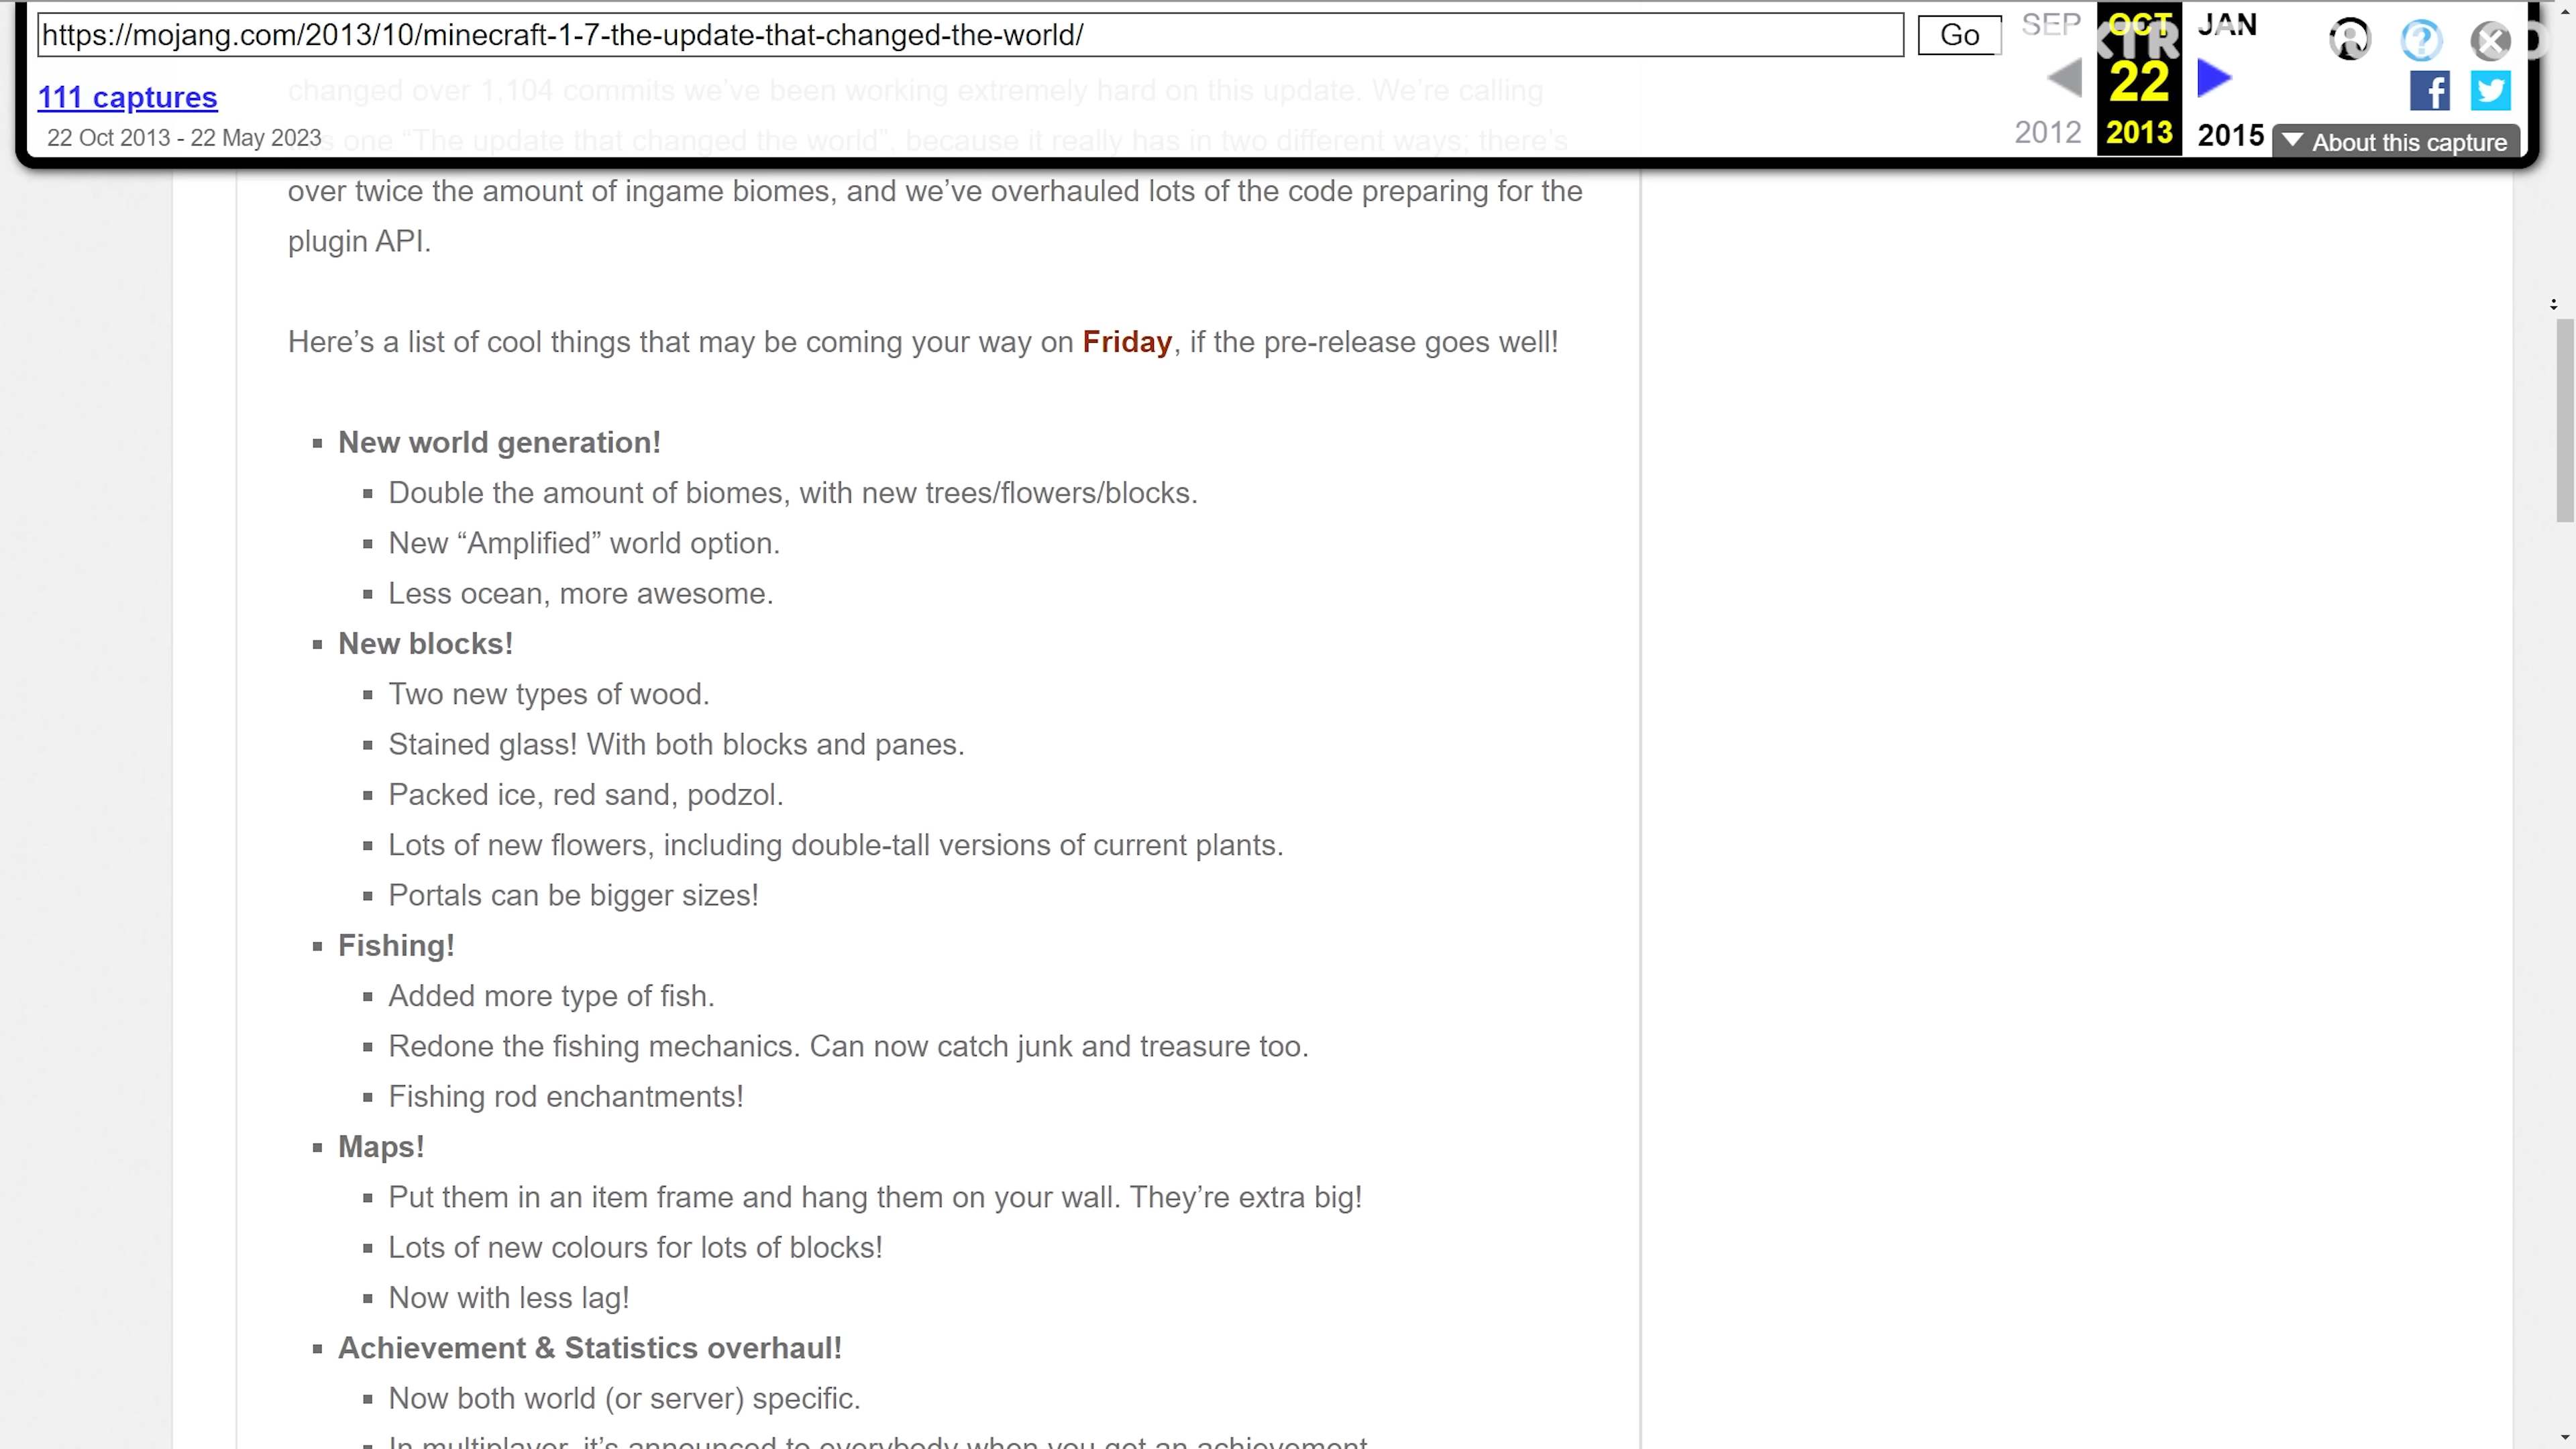 https://mojang.com/2013/10/minecraft-1-7-the-update-that-changed-the-world/
Go
SEP
OCT
JAN
111 captures
22
22 Oct 2013 - 22 May 2023
2012
2013
2015
About this capture
changed over 1,104 commits we’ve been working extremely hard on this update. We’re calling
one “The update that changed the world”. because it really has in two different ways; there’s
over twice the amount of ingame biomes, and we’ve overhauled lots of the code preparing for the
plugin API.
Here’s a list of cool things that may be coming your way on Friday, if the pre-release goes well!
New world generation!
Double the amount of biomes, with new trees/flowers/blocks.
New “Amplified” world option.
Less ocean, more awesome.
New blocks!
Two new types of wood.
Stained glass! With both blocks and panes.
Packed ice, red sand, podzol.
Lots of new flowers, including double-tall versions of current plants.
Portals can be bigger sizes!
Fishing!
Added more type of fish.
Redone the fishing mechanics. Can now catch junk and treasure too.
Fishing rod enchantments!
Maps!
Put them in an item frame and hang them on your wall. They’re extra big!
Lots of new colours for lots of blocks!
Now with less lag!
Achievement & Statistics overhaul!
Now both world (or server) specific.
In multiplayer, it’s announced to everybody when you get an achievement